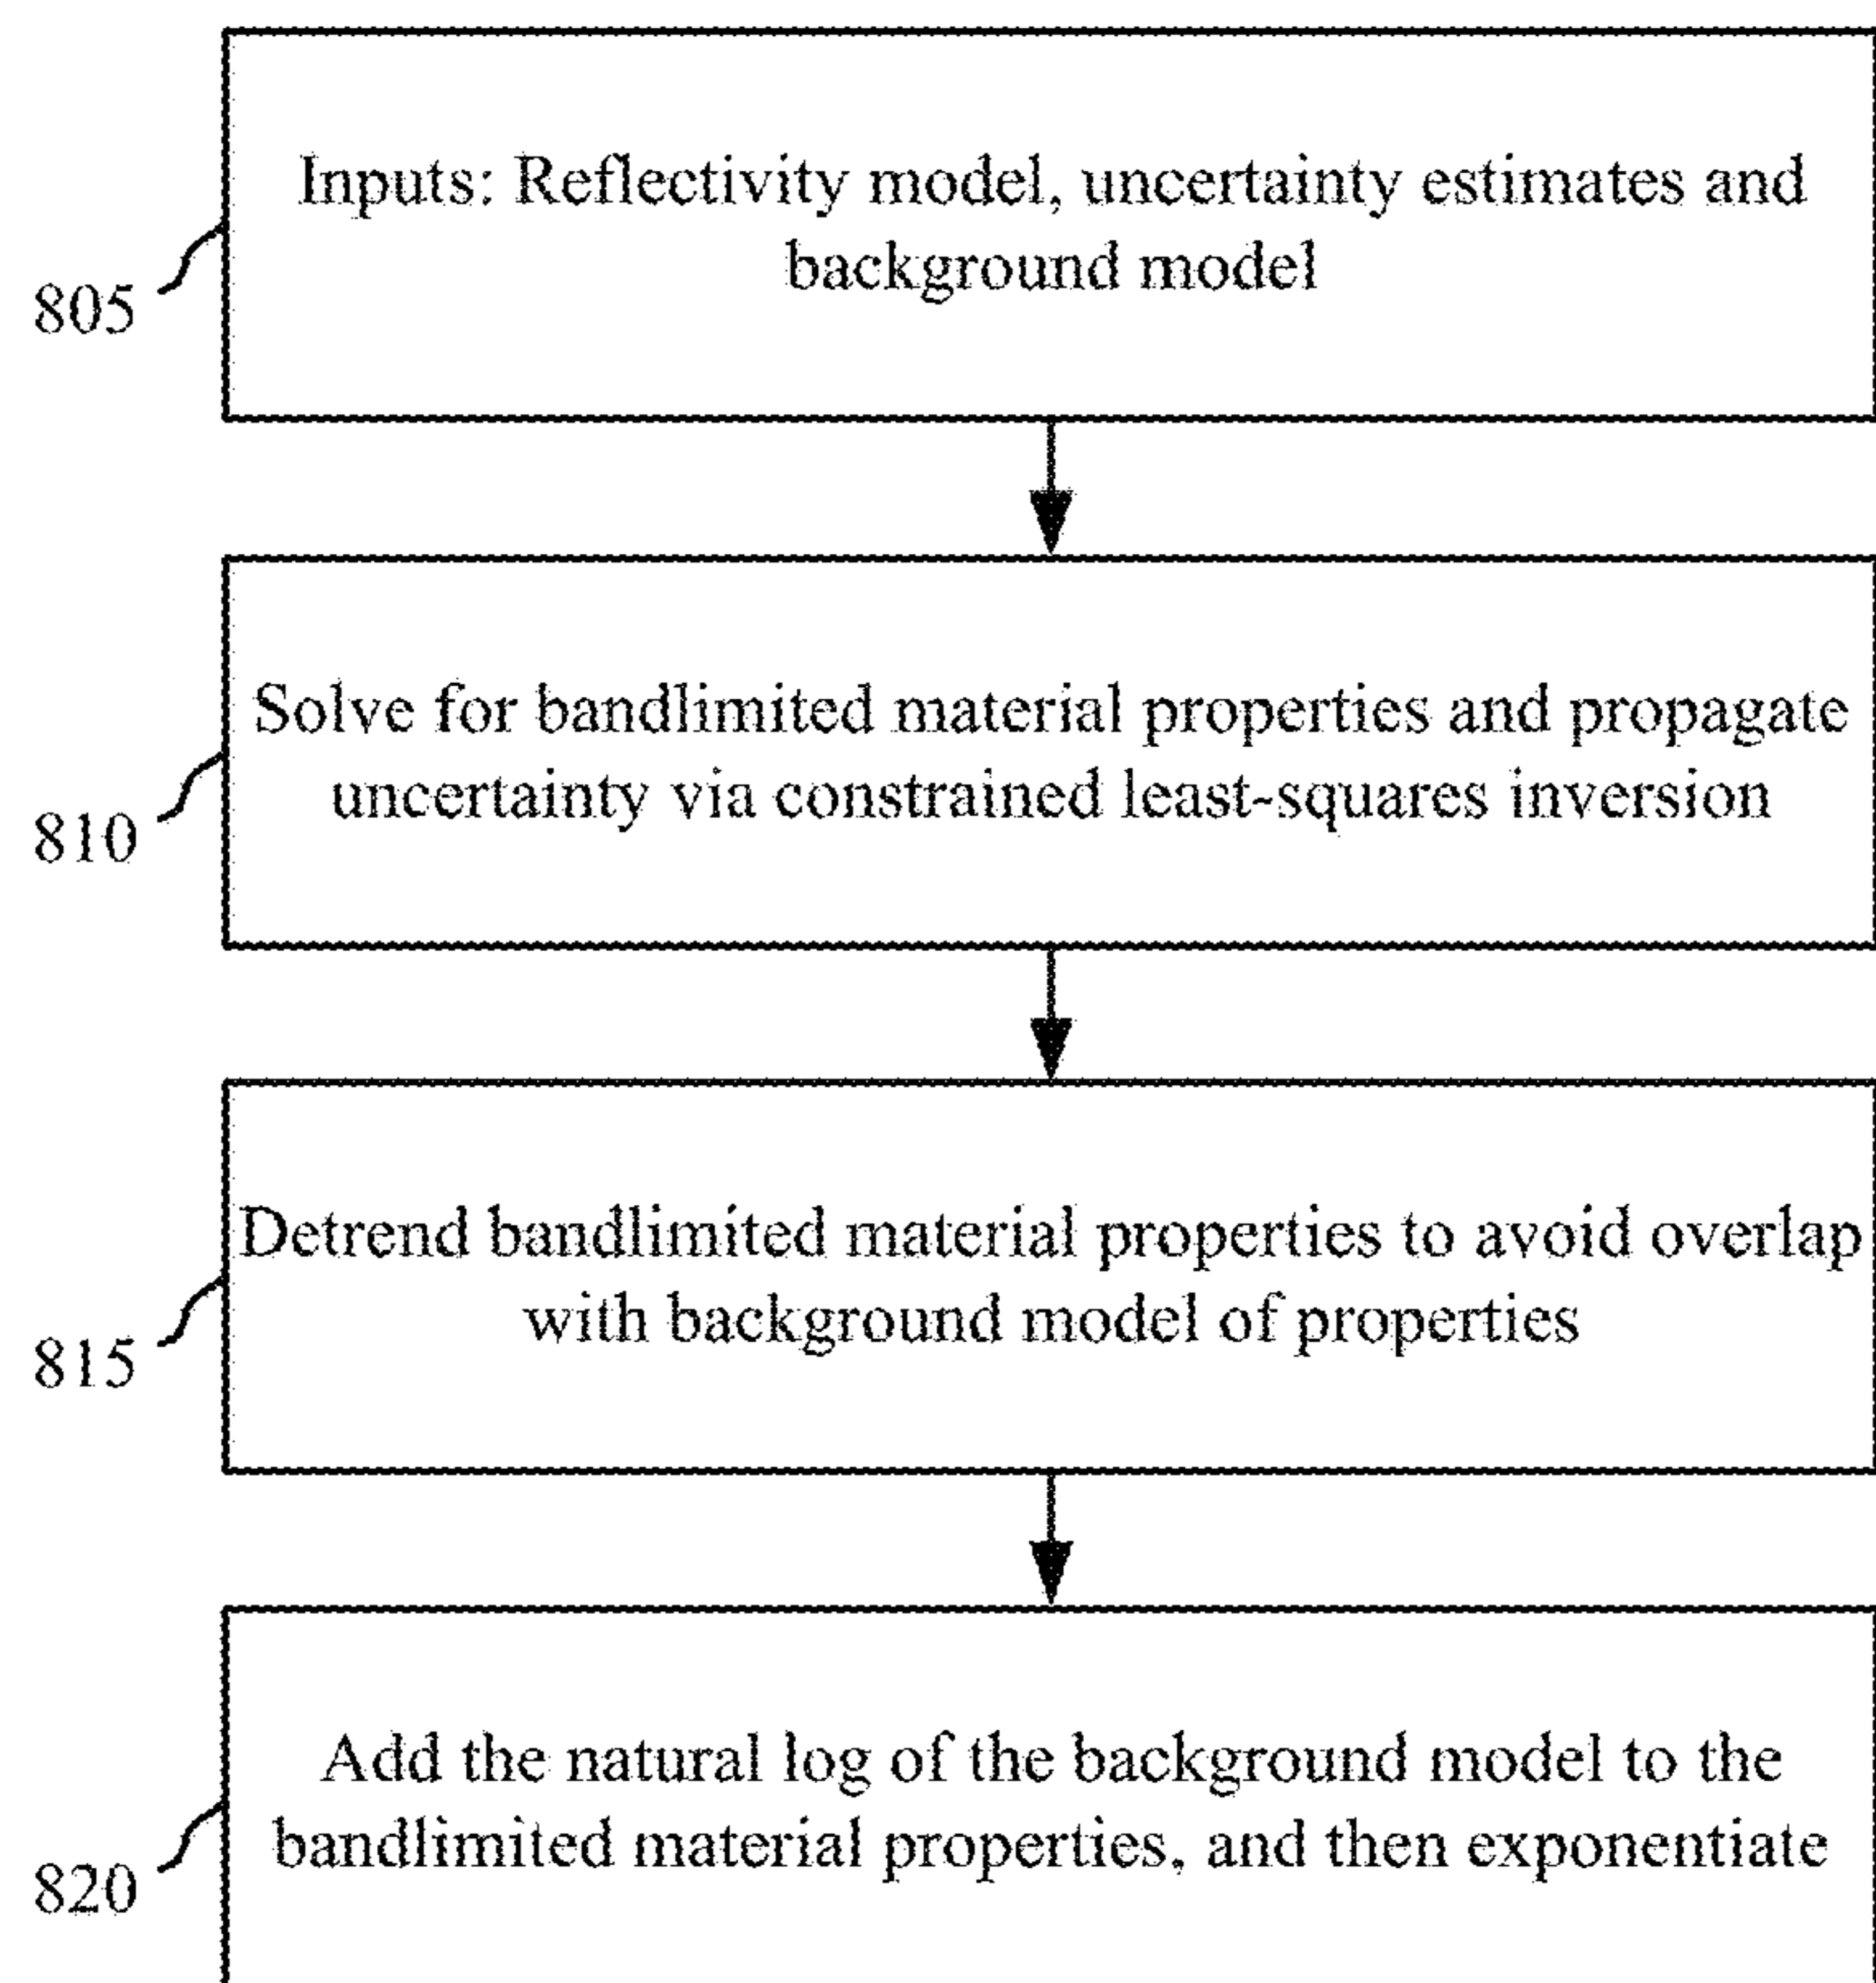 Inputs: Reflectivity model, uncertainty estimates and
background model
805
Solve for bandlimited material properties and propagate
uncertainty via constrained least-squares inversion
810
Detrend bandlimited material properties to avoid overlap
with background model of properties
815
Add the natural log of the background model to the
bandlimited material properties, and then exponentiate
820